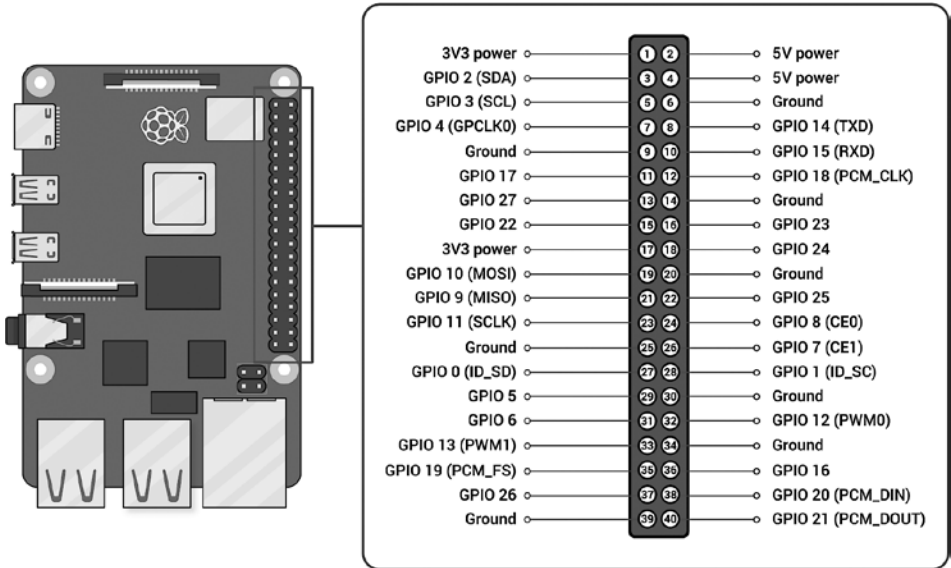 3V3 power 1 2 5V power
GPIO 2 (SDA) 3 4 5V power
GPIO 3 (SCL) 5 6 Ground
GPIO 4 (GPCLK0) 7 8 GPIO 14 (TXD)
Ground 9 10 GPIO 15 (RXD)
GPIO 17 11 12 GPIO 18 (PCM_CLK)
GPIO 27 13 14 Ground
GPIO 22 15 16 GPIO 23
3V3 power 17 18 GPIO 24
GPIO 10 (MOSI) 19 20 Ground
GPIO 9 (MISO) 21 22 GPIO 25
GPIO 11 (SCLK) 23 24 GPIO 8 (CE0)
Ground 25 26 GPIO 7 (CE1)
GPIO 0 (ID_SD) 27 28 GPIO 1 (ID_SC)
GPIO 5 29 30 Ground
GPIO 6 31 32 GPIO 12 (PWM0)
GPIO 13 (PWM1) 33 34 Ground
GPIO 19 (PCM_FS) 35 36 GPIO 16
GPIO 26 37 38 GPIO 20 (PCM_DIN)
Ground 39 40 GPIO 21 (PCM_DOUT)